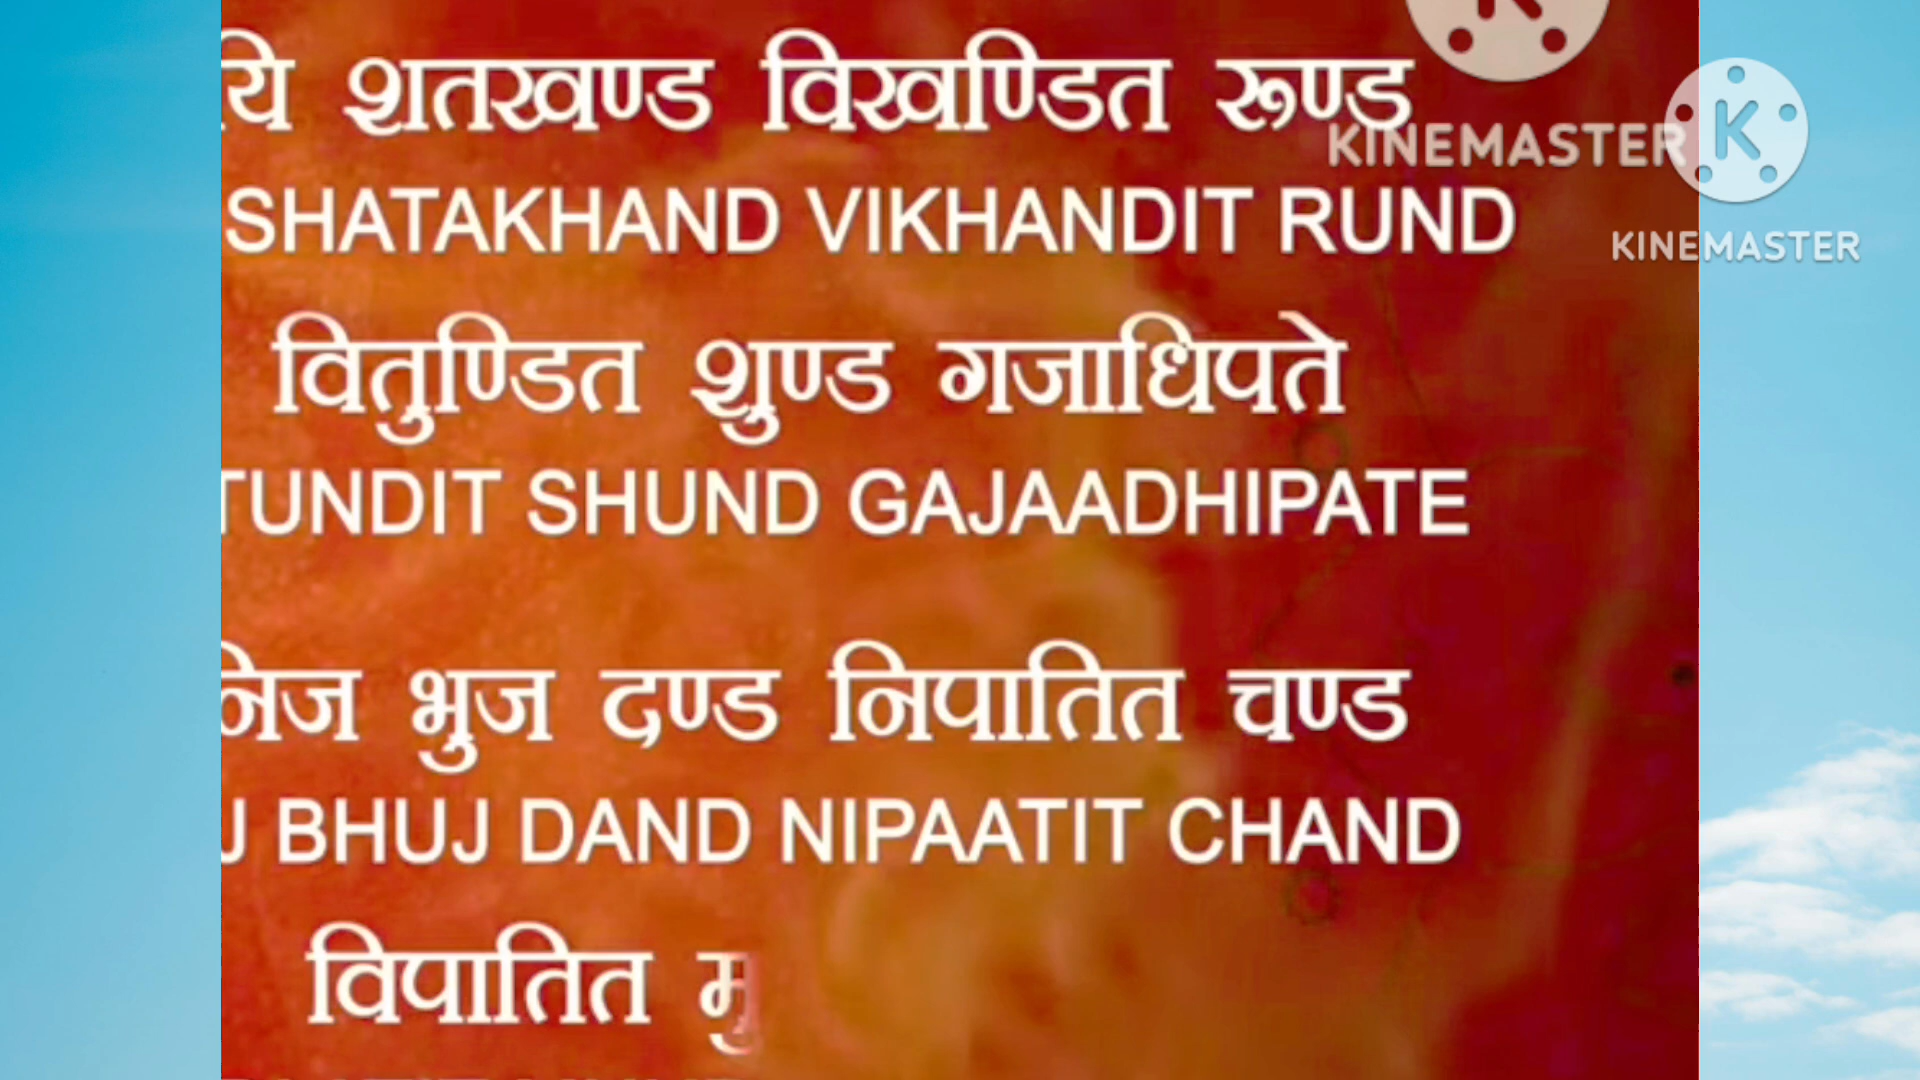 यि शतखण्ड विखण्डित रूण्ड
SHATAKHAND VIKHANDIT RUND
वितुण्डित शुण्ड गजाधिपते
TUNDIT SHUND GAJAADHIPATE
निज भुज दण्ड निपातित चण्ड
J BHUJ DAND NIPAATIT CHAND
विपातित मु
KINEMASTER
KINEMASTER